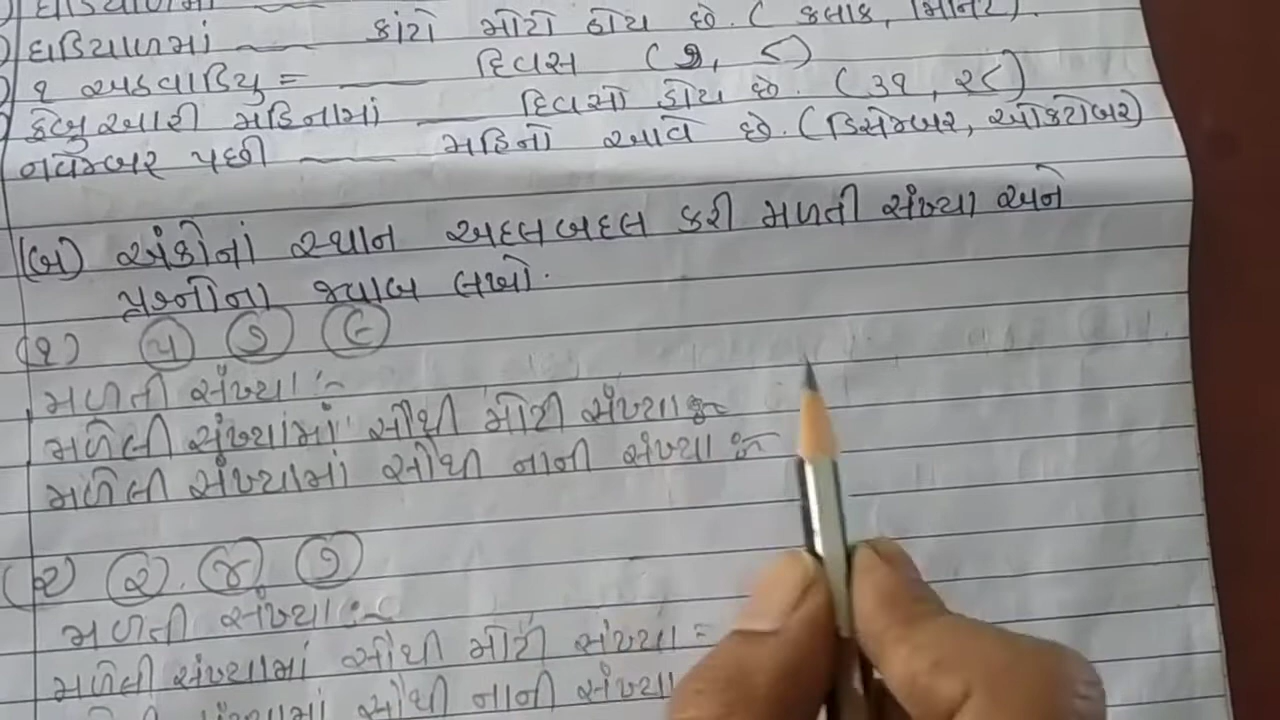 ઘડિયાળમાં ___ કાંટો મોટો હોય છે. ( કલાક, મિનિટ)
૧ અઠવાડિયુ = ___ દિવસ (૭, ૮)
ફેબ્રુઆરી મહિનામાં ___ દિવસો હોય છે. (૩૧, ૨૮)
નવેમ્બર પછી ___ મહિનો આવે છે. (ડિસેમ્બર, ઓક્ટોબર)
(બ) અંકોનાં સ્થાન અદલબદલ કરી મળતી સંખ્યા અને
પ્રશ્નોના જવાબ લખો.
(૧) ૫ ૭ ૯
મળતી સંખ્યા :-
મળેલી સંખ્યામાં સૌથી મોટી સંખ્યા :-
મળેલી સંખ્યામાં સૌથી નાની સંખ્યા :-
(૨) ૨ ૪ ૭
મળતી સંખ્યા :-
મળેલી સંખ્યામાં સૌથી મોટી સંખ્યા =
સંખ્યામાં સૌથી નાની સંખ્યા